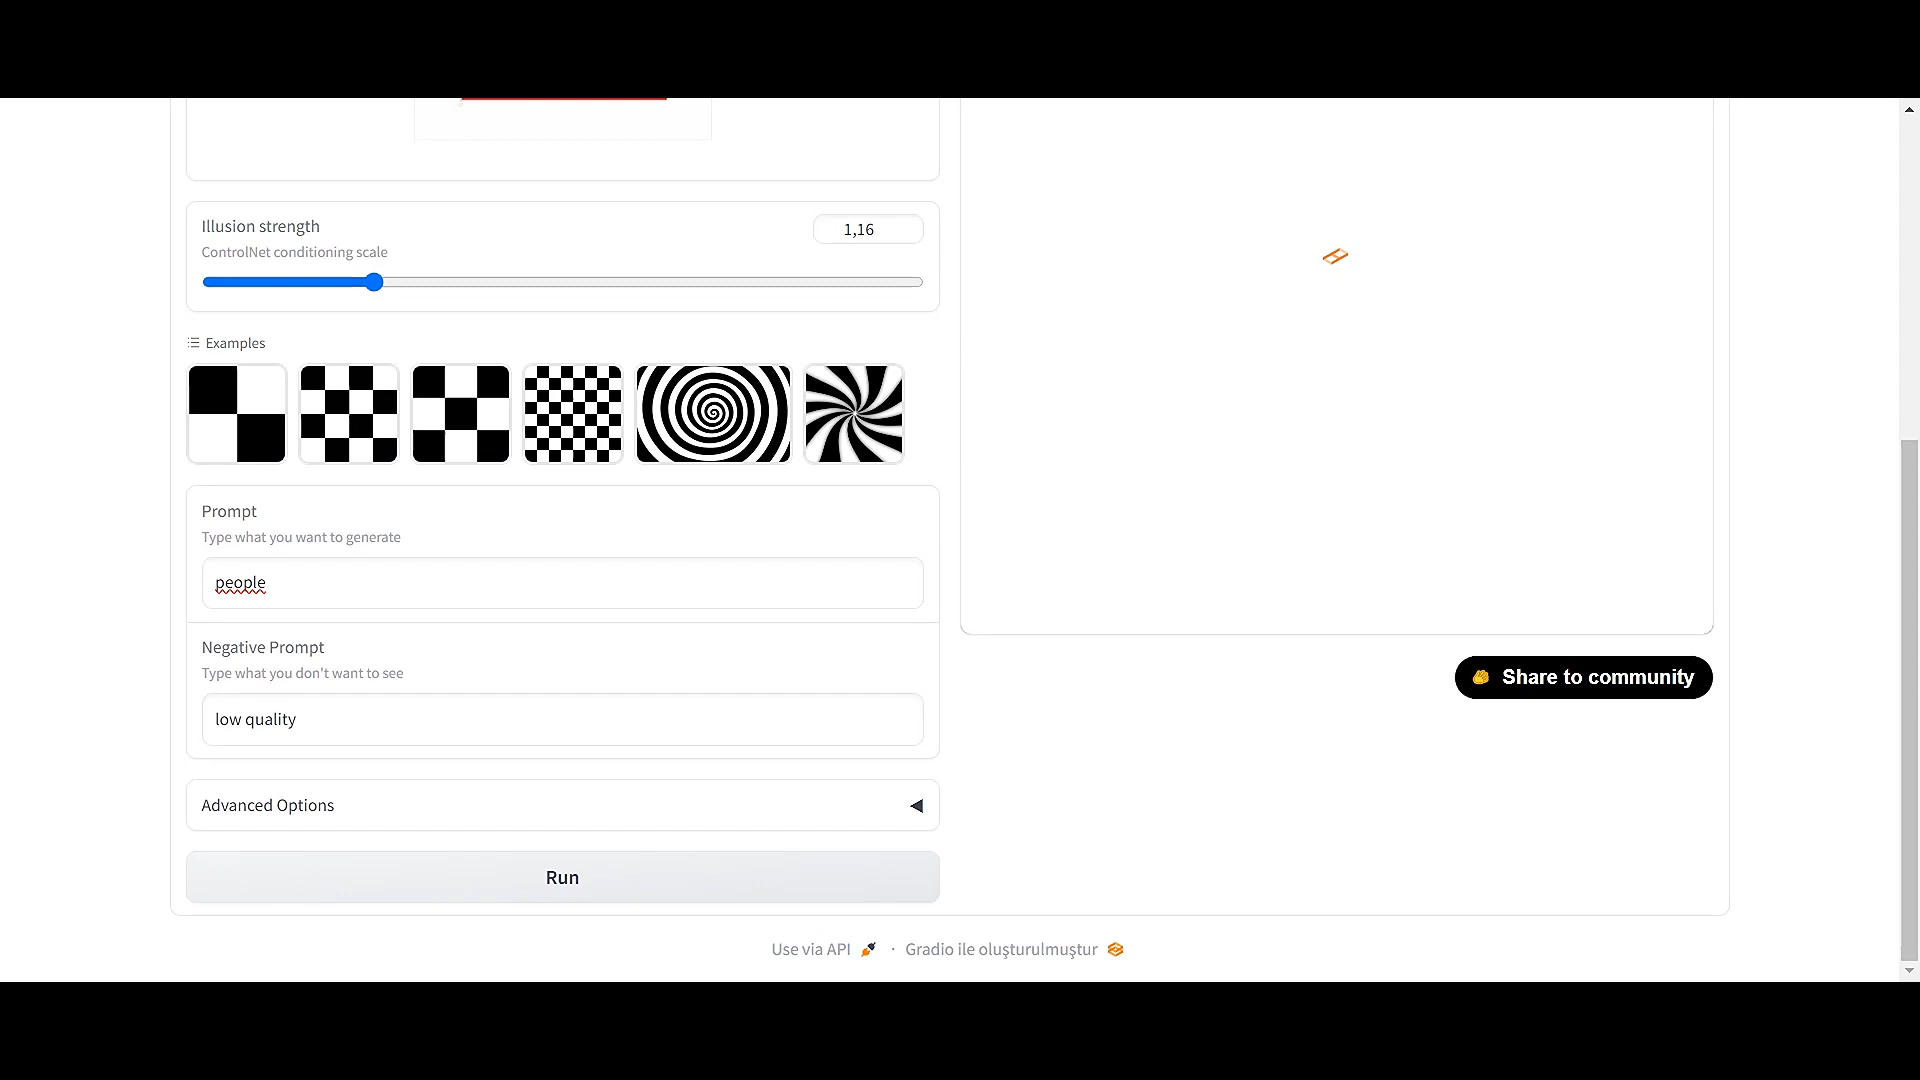 Illusion strength
1,16
ControlNet conditioning scale
Examples
Prompt
Type what you want to generate
people
Negative Prompt
Type what you don't want to see
low quality
Share to community
Advanced Options
Run
Use via API · Gradio ile oluşturulmuştur